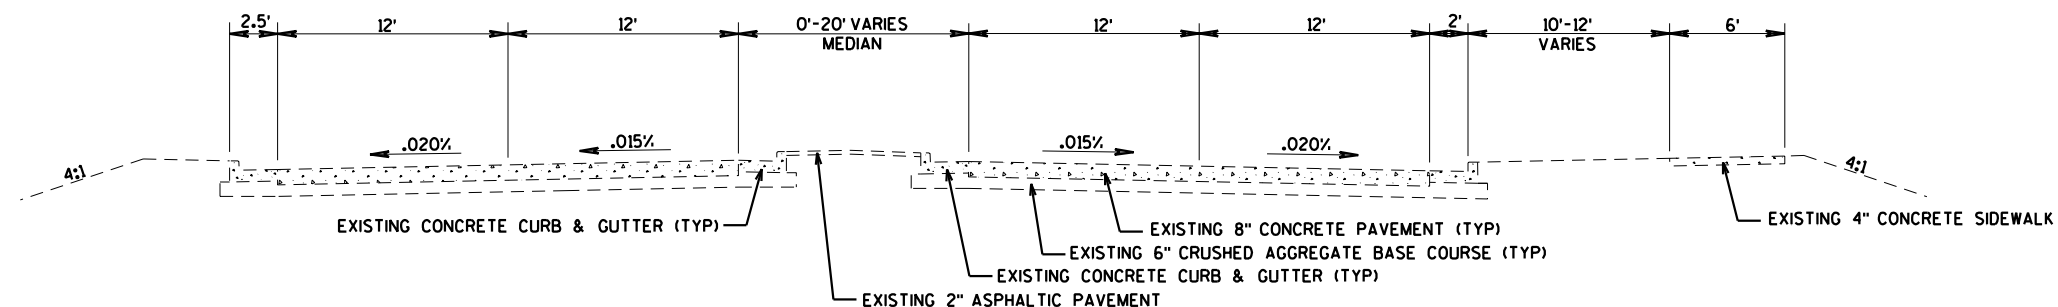 2.5'
12'
12'
0'-20' VARIES
MEDIAN
12'
12'
2'
10'-12'
VARIES
6'
4:1
.020%
.015%
.015%
.020%
4:1
EXISTING CONCRETE CURB & GUTTER (TYP)
EXISTING 8" CONCRETE PAVEMENT (TYP)
EXISTING 4" CONCRETE SIDEWALK
EXISTING 6" CRUSHED AGGREGATE BASE COURSE (TYP)
EXISTING CONCRETE CURB & GUTTER (TYP)
EXISTING 2" ASPHALTIC PAVEMENT